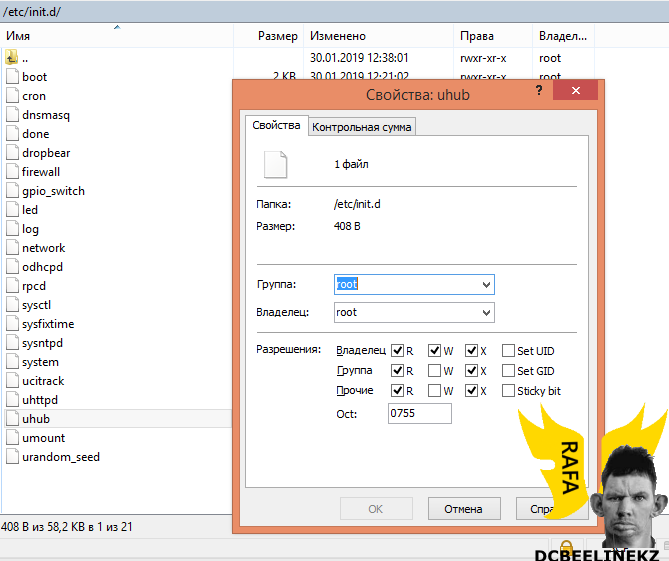 /etc/init.d/
Имя Размер Изменено Права Владел...
.. 30.01.2019 12:38:01 rwxr-xr-x root
boot 2 KB 30.01.2019 12:21:02 rwxr-xr-x root
cron
dnsmasq
done
dropbear
firewall
gpio_switch
led
log
network
odhcpd
rpcd
sysctl
sysfixtime
sysntpd
system
ucitrack
uhttpd
uhub
umount
urandom_seed
408 B из 58,2 KB в 1 из 21
Свойства: uhub ? ×
Свойства Контрольная сумма
1 файл
Папка: /etc/init.d
Размер: 408 B
Группа: root
Владелец: root
Разрешения: Владелец R W X Set UID
Группа R W X Set GID
Прочие R W X Sticky bit
Oct: 0755
OK Отмена Спра
RAFA
DCBEELINEKZ